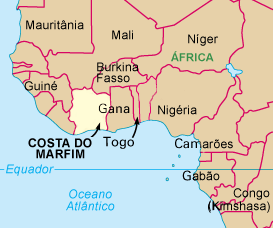 Mauritânia
Mali
Níger
ÁFRICA
Burkina
Fasso
Guiné
Gana
Nigéria
COSTA DO
MARFIM
Togo
Camarões
Equador
Gabão
Congo
(Kimshasa)
Oceano
Atlântico